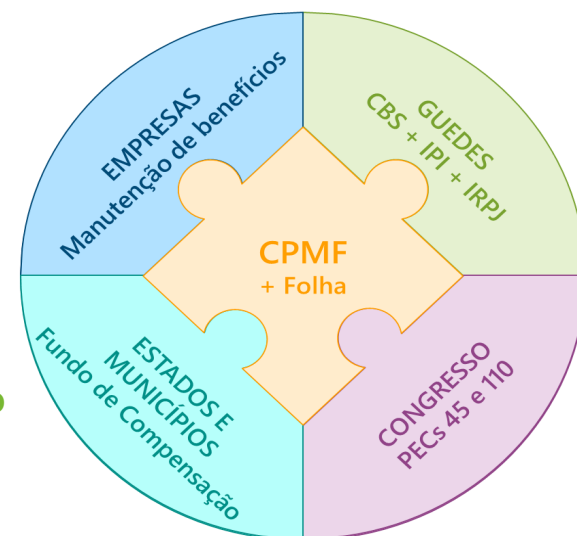 EMPRESAS
Manutenção de benefícios
GUEDES
CBS + IPI + IRPJ
CPMF
+ Folha
ESTADOS E
MUNICÍPIOS
Fundo de Compensação
CONGRESSO
PECs 45 e 110